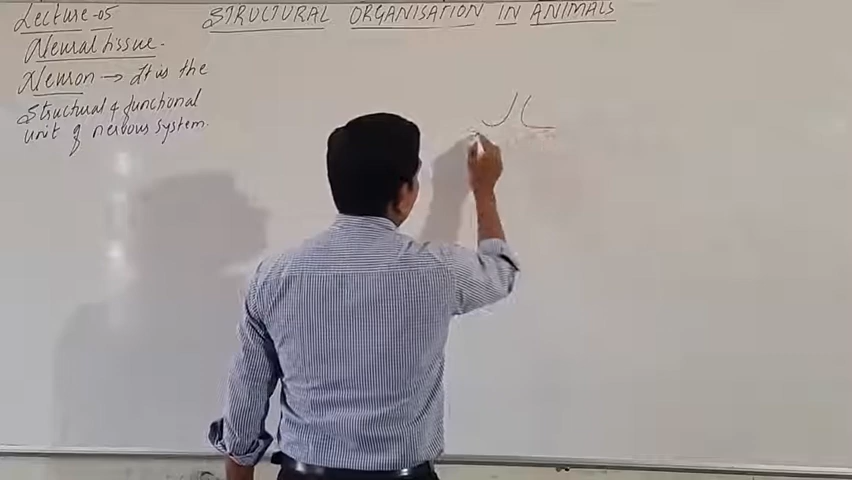 Lecture-05
STRUCTURAL ORGANISATION IN ANIMALS
Neural tissue-
Neuron → It is the
Structural & functional
unit of nervous system.